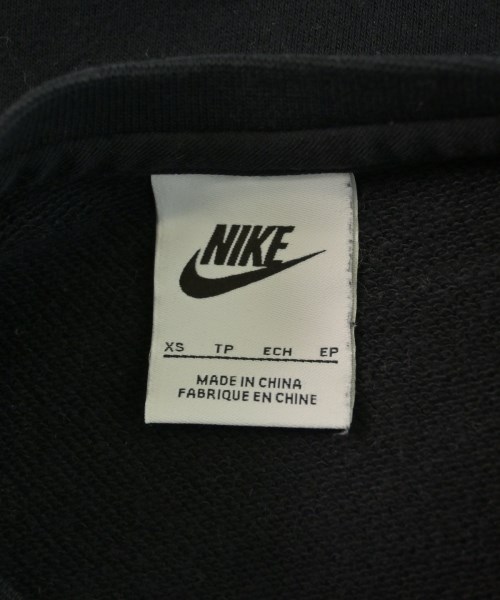 NIKE
XS TP ECH EP
MADE IN CHINA
FABRIQUE EN CHINE